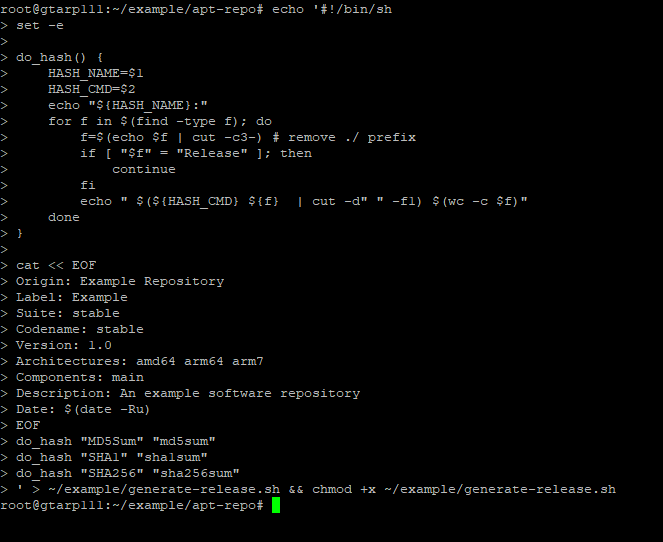 root@gtarp111:~/example/apt-repo# echo '#!/bin/sh
> set -e
>
> do_hash() {
>     HASH_NAME=$1
>     HASH_CMD=$2
>     echo "${HASH_NAME}:"
>     for f in $(find -type f); do
>         f=$(echo $f | cut -c3-) # remove ./ prefix
>         if [ "$f" = "Release" ]; then
>             continue
>         fi
>         echo " $(${HASH_CMD} ${f}  | cut -d" " -f1) $(wc -c $f)"
>     done
> }
>
> cat << EOF
> Origin: Example Repository
> Label: Example
> Suite: stable
> Codename: stable
> Version: 1.0
> Architectures: amd64 arm64 arm7
> Components: main
> Description: An example software repository
> Date: $(date -Ru)
> EOF
> do_hash "MD5Sum" "md5sum"
> do_hash "SHA1" "sha1sum"
> do_hash "SHA256" "sha256sum"
> ' > ~/example/generate-release.sh && chmod +x ~/example/generate-release.sh
root@gtarp111:~/example/apt-repo#